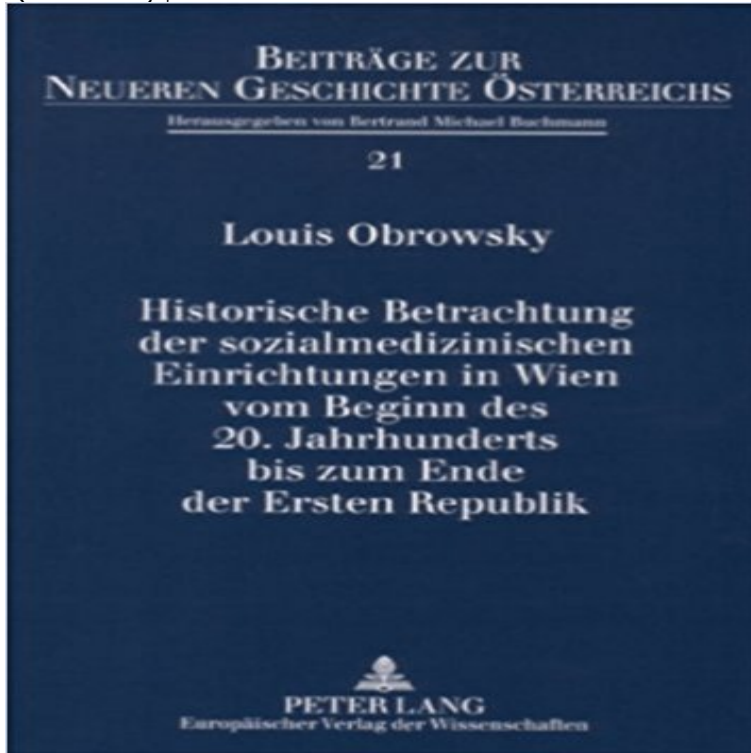 BEITRÄGE ZUR
NEUEREN GESCHICHTE ÖSTERREICHS
Herausgegeben von Bertrand Michael Buchmann
21
Louis Obrowsky
Historische Betrachtung
der sozialmedizinischen
Einrichtungen in Wien
vom Beginn des
20. Jahrhunderts
bis zum Ende
der Ersten Republik
PETER LANG
Europäischer Verlag der Wissenschaften